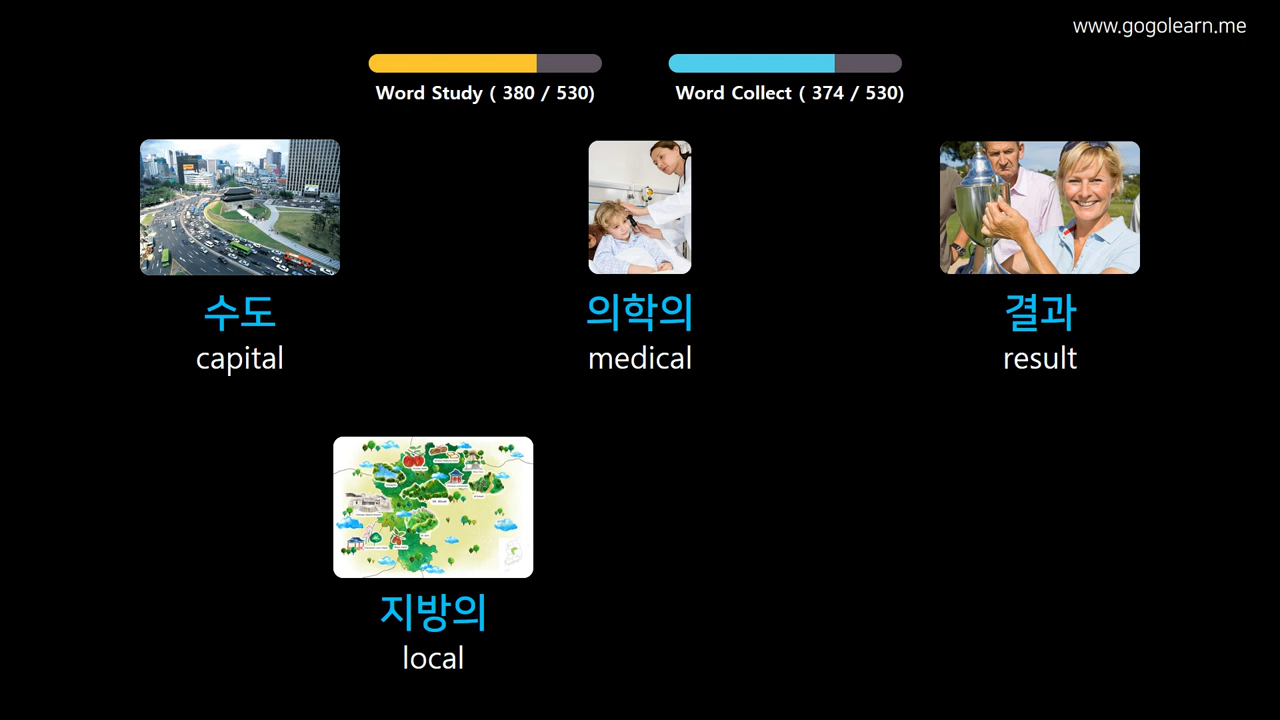 www.gogolearn.me
Word Study ( 380 / 530)
Word Collect ( 374 / 530)
수도
capital
의학의
medical
결과
result
지방의
local